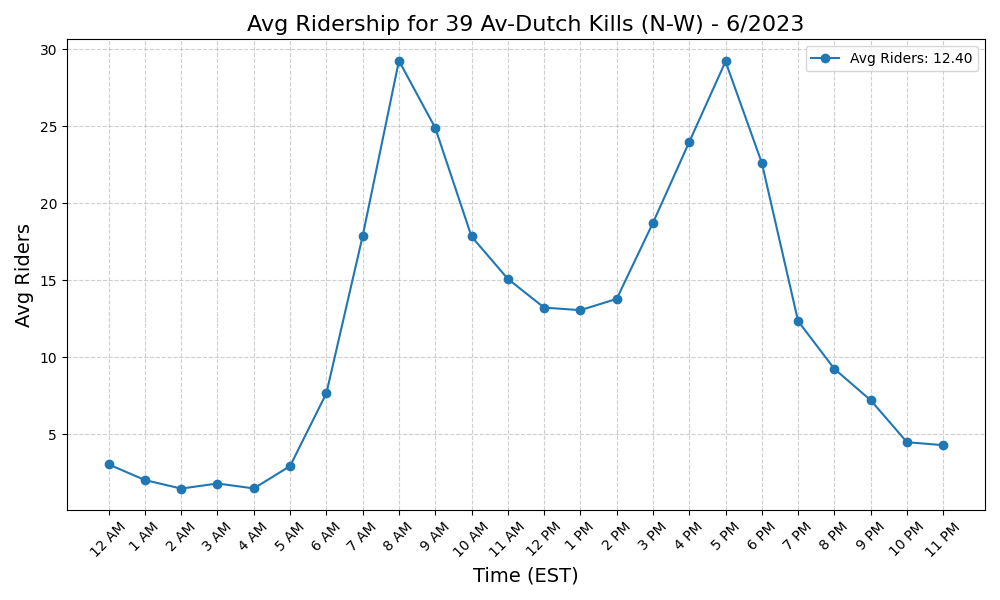 Avg Ridership for 39 Av-Dutch Kills (N-W) - 6/2023
Avg Riders: 12.40
Avg Riders
30
25
20
15
10
5
12 AM
1 AM
2 AM
3 AM
4 AM
5 AM
6 AM
7 AM
8 AM
9 AM
10 AM
11 AM
12 PM
1 PM
2 PM
3 PM
4 PM
5 PM
6 PM
7 PM
8 PM
9 PM
10 PM
11 PM
Time (EST)